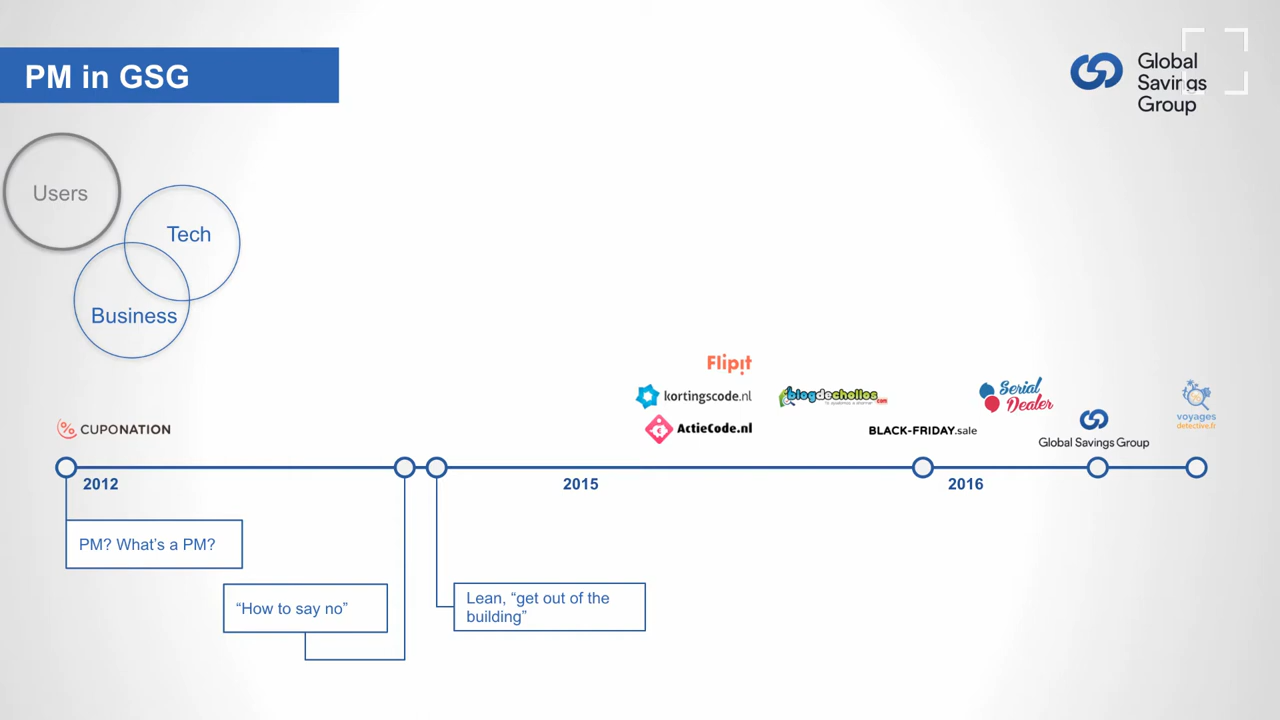 PM in GSG
Global
Savings
Group
Users
Tech
Business
Flipit
kortingscode.nl
blogdechollos
.com
Serial
Dealer
voyages
detective.fr
CUPONATION
ActieCode.nl
BLACK-FRIDAY.sale
Global Savings Group
2012
2015
2016
PM? What's a PM?
“How to say no”
Lean, “get out of the
building”